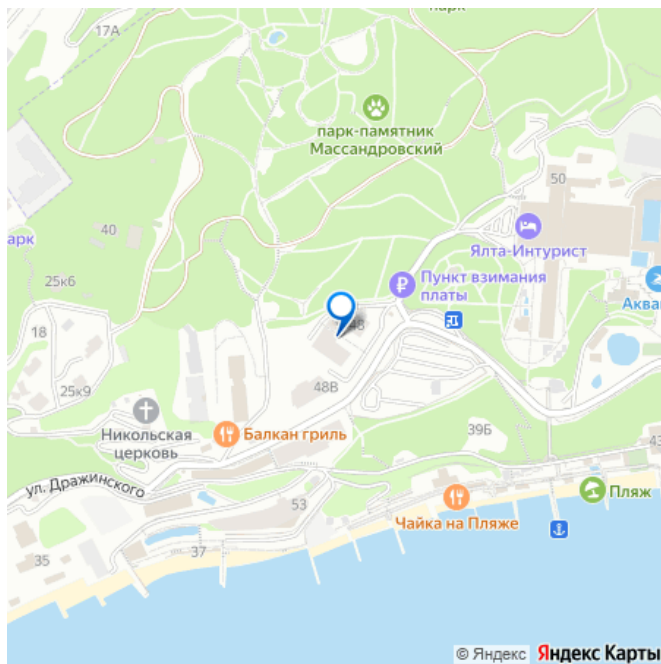 парк
17А
парк-памятник
Массандровский
50
40
Ялта-Интурист
арк
25к6
Пункт взимания
платы
Аква
48
18
25к9
48В
Никольская
церковь
Балкан гриль
39Б
43
ул. Дражинского
53
Чайка на Пляже
Пляж
35
37
© Яндекс Яндекс Карты